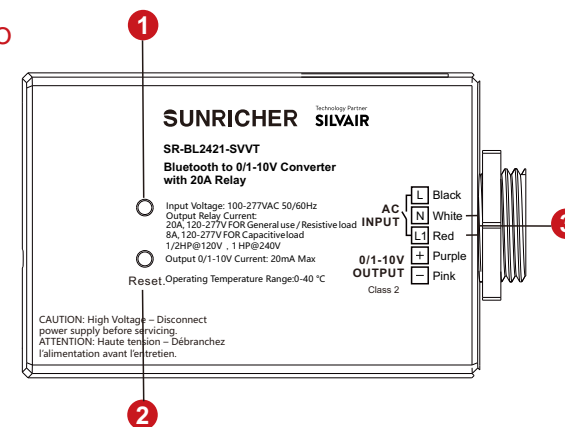 O
1
SUNRICHER
Technology Partner
SILVAIR
SR-BL2421-SVVT
Bluetooth to 0/1-10V Converter
with 20A Relay
Input Voltage: 100-277VAC 50/60Hz
Output Relay Current:
20A, 120-277V FOR General use / Resistive load
8A, 120-277V FOR Capacitive load
1/2HP@120V , 1 HP@240V
Output 0/1-10V Current: 20mA Max
Reset.
Operating Temperature Range:0-40 ℃
AC
INPUT
L Black
N White
L1 Red
0/1-10V
OUTPUT
Class 2
+ Purple
– Pink
3
CAUTION: High Voltage – Disconnect
power supply before servicing.
ATTENTION: Haute tension – Débranchez
l'alimentation avant l'entretien.
2